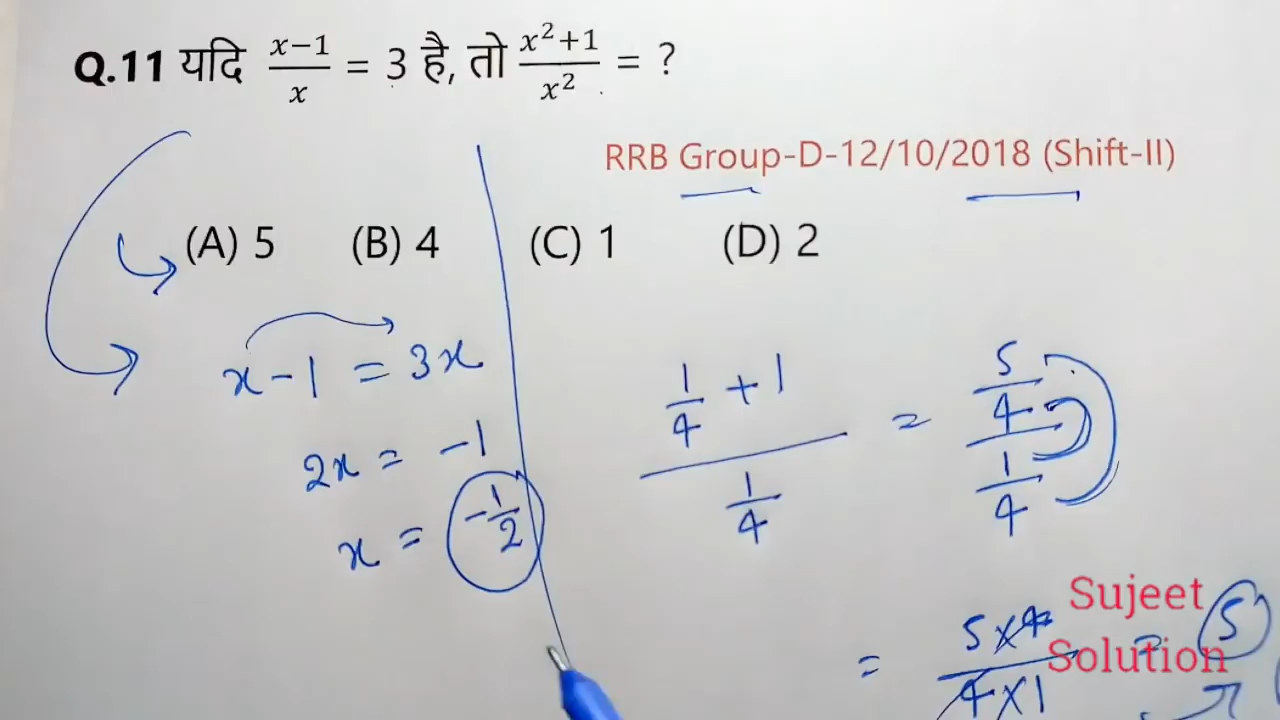 Q.11 यदि (x−1)/x = 3 है, तो (x²+1)/x² = ?
RRB Group-D-12/10/2018 (Shift-II)
(A) 5 (B) 4 (C) 1 (D) 2
x - 1 = 3x
2x = -1
x = -1/2
(1/4 + 1)/(1/4) = (5/4)/(1/4)
= (5×4)/(4×1) = 5
Sujeet
Solution